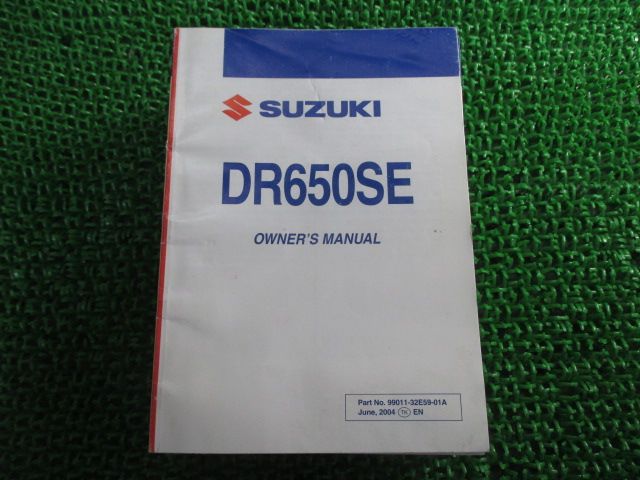 SUZUKI
DR650SE
OWNER'S MANUAL
Part No. 99011-32E59-01A
June, 2004 TK EN